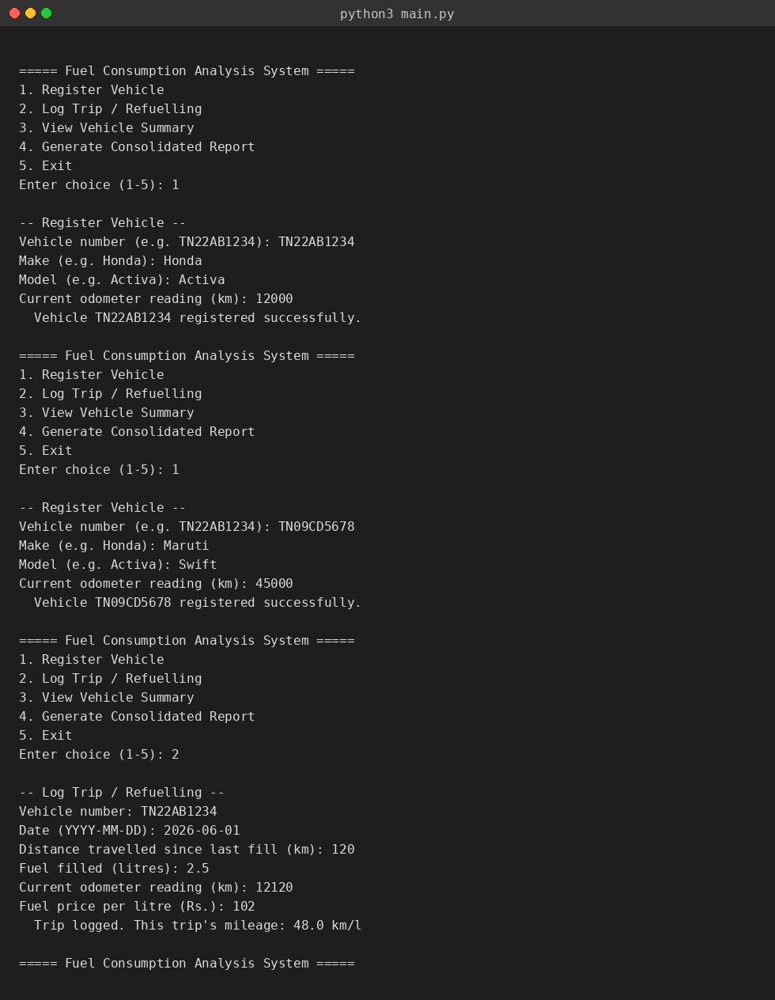 python3 main.py
===== Fuel Consumption Analysis System =====
1. Register Vehicle
2. Log Trip / Refuelling
3. View Vehicle Summary
4. Generate Consolidated Report
5. Exit
Enter choice (1-5): 1
-- Register Vehicle --
Vehicle number (e.g. TN22AB1234): TN22AB1234
Make (e.g. Honda): Honda
Model (e.g. Activa): Activa
Current odometer reading (km): 12000
Vehicle TN22AB1234 registered successfully.
===== Fuel Consumption Analysis System =====
1. Register Vehicle
2. Log Trip / Refuelling
3. View Vehicle Summary
4. Generate Consolidated Report
5. Exit
Enter choice (1-5): 1
-- Register Vehicle --
Vehicle number (e.g. TN22AB1234): TN09CD5678
Make (e.g. Honda): Maruti
Model (e.g. Activa): Swift
Current odometer reading (km): 45000
Vehicle TN09CD5678 registered successfully.
===== Fuel Consumption Analysis System =====
1. Register Vehicle
2. Log Trip / Refuelling
3. View Vehicle Summary
4. Generate Consolidated Report
5. Exit
Enter choice (1-5): 2
-- Log Trip / Refuelling --
Vehicle number: TN22AB1234
Date (YYYY-MM-DD): 2026-06-01
Distance travelled since last fill (km): 120
Fuel filled (litres): 2.5
Current odometer reading (km): 12120
Fuel price per litre (Rs.): 102
Trip logged. This trip's mileage: 48.0 km/l
===== Fuel Consumption Analysis System =====